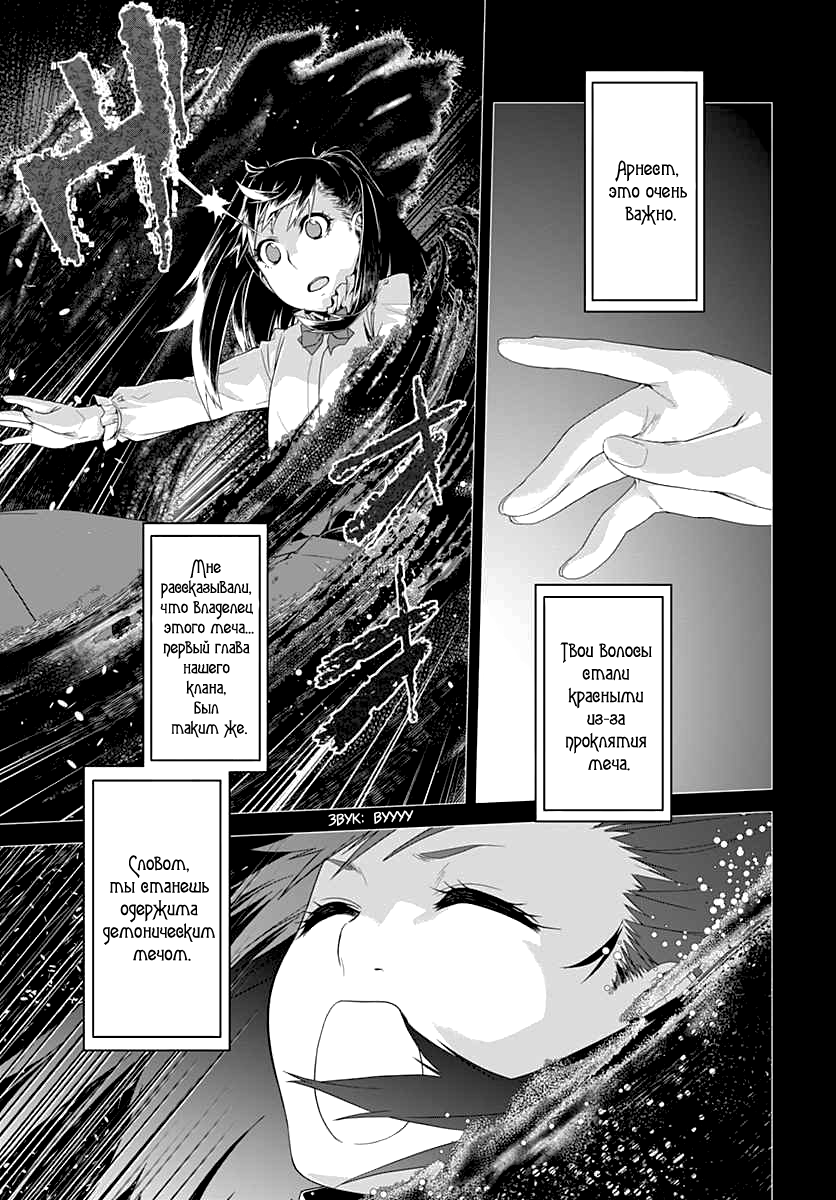 Арнест,
это очень
важно.
Твои волосы
стали
красными
из-за
проклятия
меча.
Мне
рассказывали,
что владелец
этого меча...
первый глава
нашего
клана,
был
таким же.
ЗВУК: ВУУУУ
Словом,
ты станешь
одержима
демоническим
мечом.